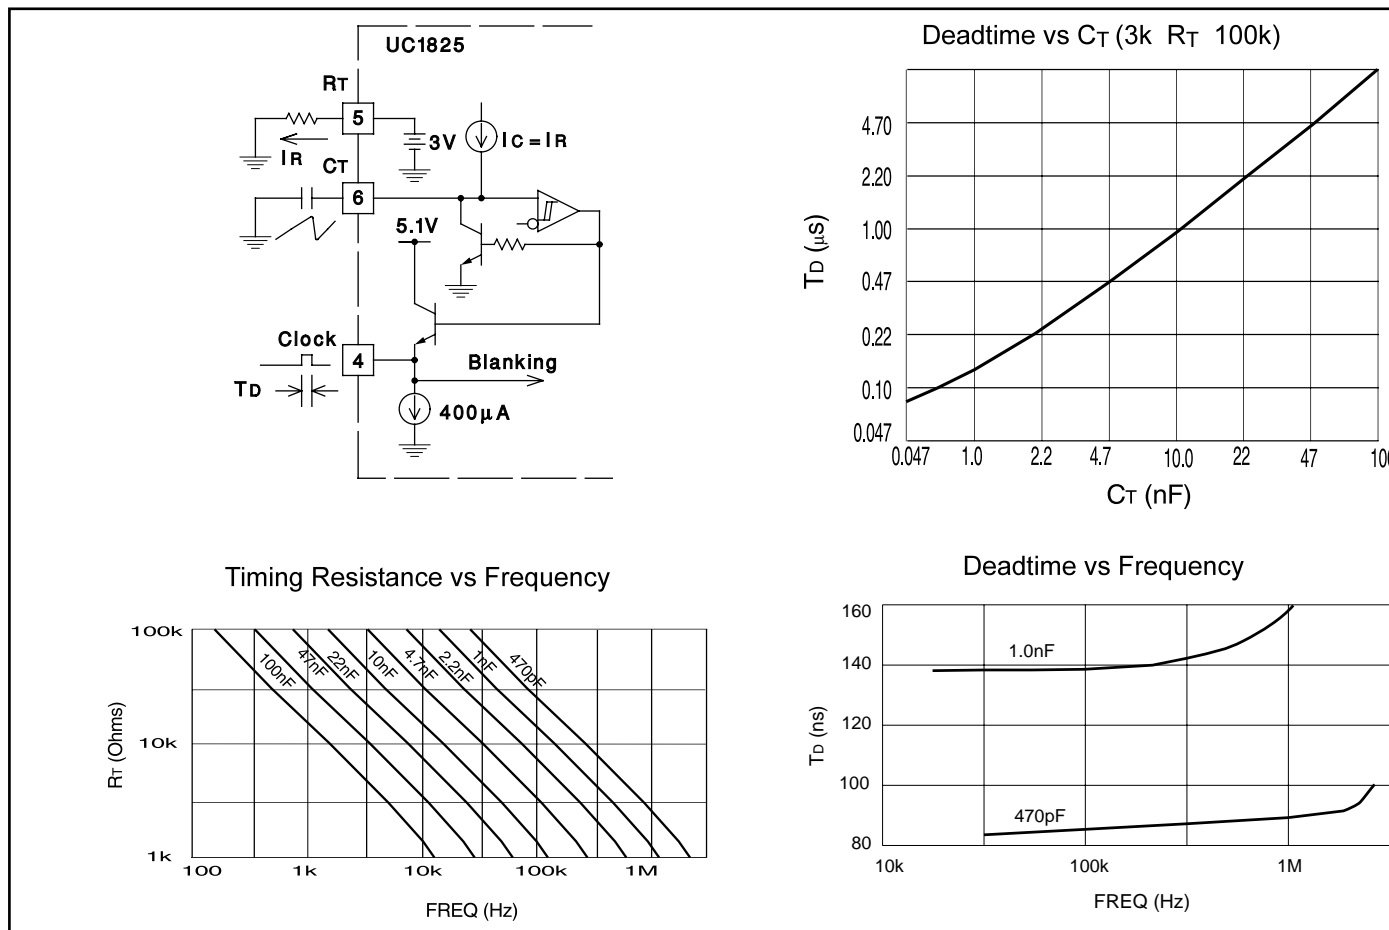 UC1825
RT
5
IR
3V
IC=IR
CT
6
5.1V
Clock
4
TD
Blanking
400µA
Deadtime vs CT (3k RT 100k)
TD (µs)
4.70
2.20
1.00
0.47
0.22
0.10
0.047
0.047 1.0 2.2 4.7 10.0 22 47 100
CT (nF)
Timing Resistance vs Frequency
RT (Ohms)
100k
10k
1k
100nF 47nF 22nF 10nF 4.7nF 2.2nF 1nF 470pF
100 1k 10k 100k 1M
FREQ (Hz)
Deadtime vs Frequency
TD (ns)
160
140
120
100
80
1.0nF
470pF
10k 100k 1M
FREQ (Hz)